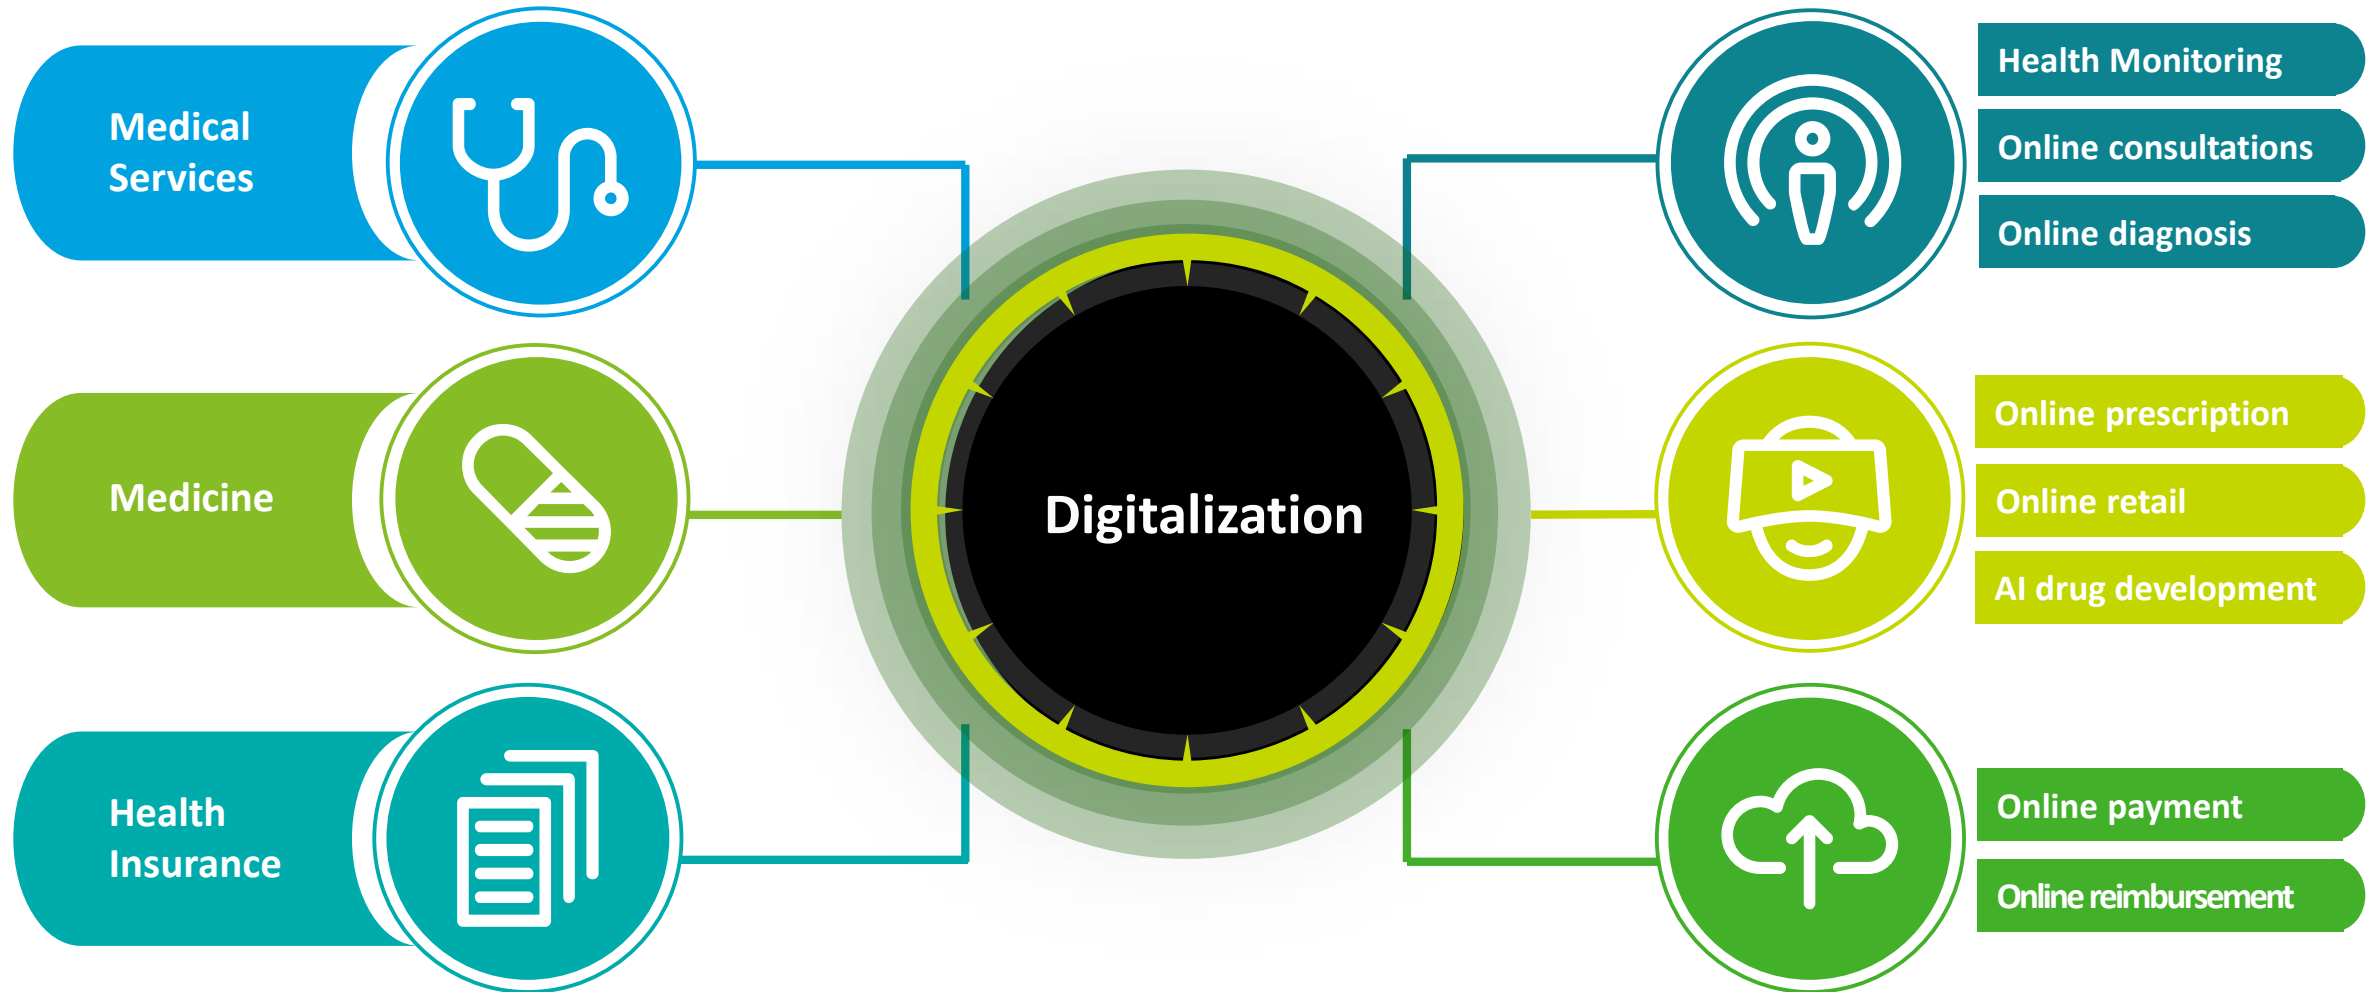 Medical
Services
Medicine
Health
Insurance
Digitalization
Health Monitoring
Online consultations
Online diagnosis
Online prescription
Online retail
AI drug development
Online payment
Online reimbursement